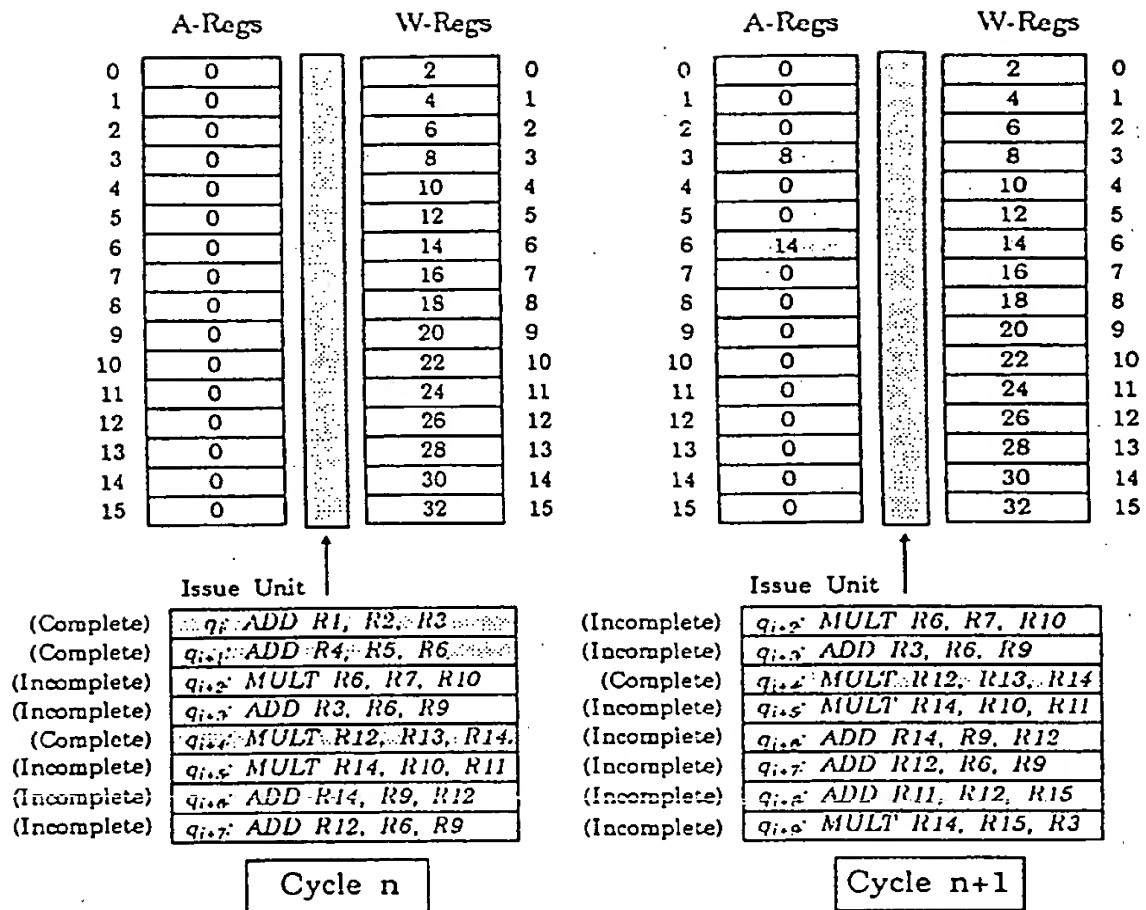 A-Regs W-Regs A-Regs W-Regs
0 0 2 0 0 0 2 0
1 0 4 1 1 0 4 1
2 0 6 2 2 0 6 2
3 0 8 3 3 8 8 3
4 0 10 4 4 0 10 4
5 0 12 5 5 0 12 5
6 0 14 6 6 14 14 6
7 0 16 7 7 0 16 7
8 0 18 8 8 0 18 8
9 0 20 9 9 0 20 9
10 0 22 10 10 0 22 10
11 0 24 11 11 0 24 11
12 0 26 12 12 0 26 12
13 0 28 13 13 0 28 13
14 0 30 14 14 0 30 14
15 0 32 15 15 0 32 15
Issue Unit Issue Unit
(Complete) qi: ADD R1, R2, R3 (Incomplete) qi+2: MULT R6, R7, R10
(Complete) qi+1: ADD R4, R5, R6 (Incomplete) qi+3: ADD R3, R6, R9
(Incomplete) qi+2: MULT R6, R7, R10 (Complete) qi+4: MULT R12, R13, R14
(Incomplete) qi+3: ADD R3, R6, R9 (Incomplete) qi+5: MULT R14, R10, R11
(Complete) qi+4: MULT R12, R13, R14 (Incomplete) qi+6: ADD R14, R9, R12
(Incomplete) qi+5: MULT R14, R10, R11 (Incomplete) qi+7: ADD R12, R6, R9
(Incomplete) qi+6: ADD R14, R9, R12 (Incomplete) qi+8: ADD R11, R12, R15
(Incomplete) qi+7: ADD R12, R6, R9 (Incomplete) qi+9: MULT R14, R15, R3
Cycle n Cycle n+1